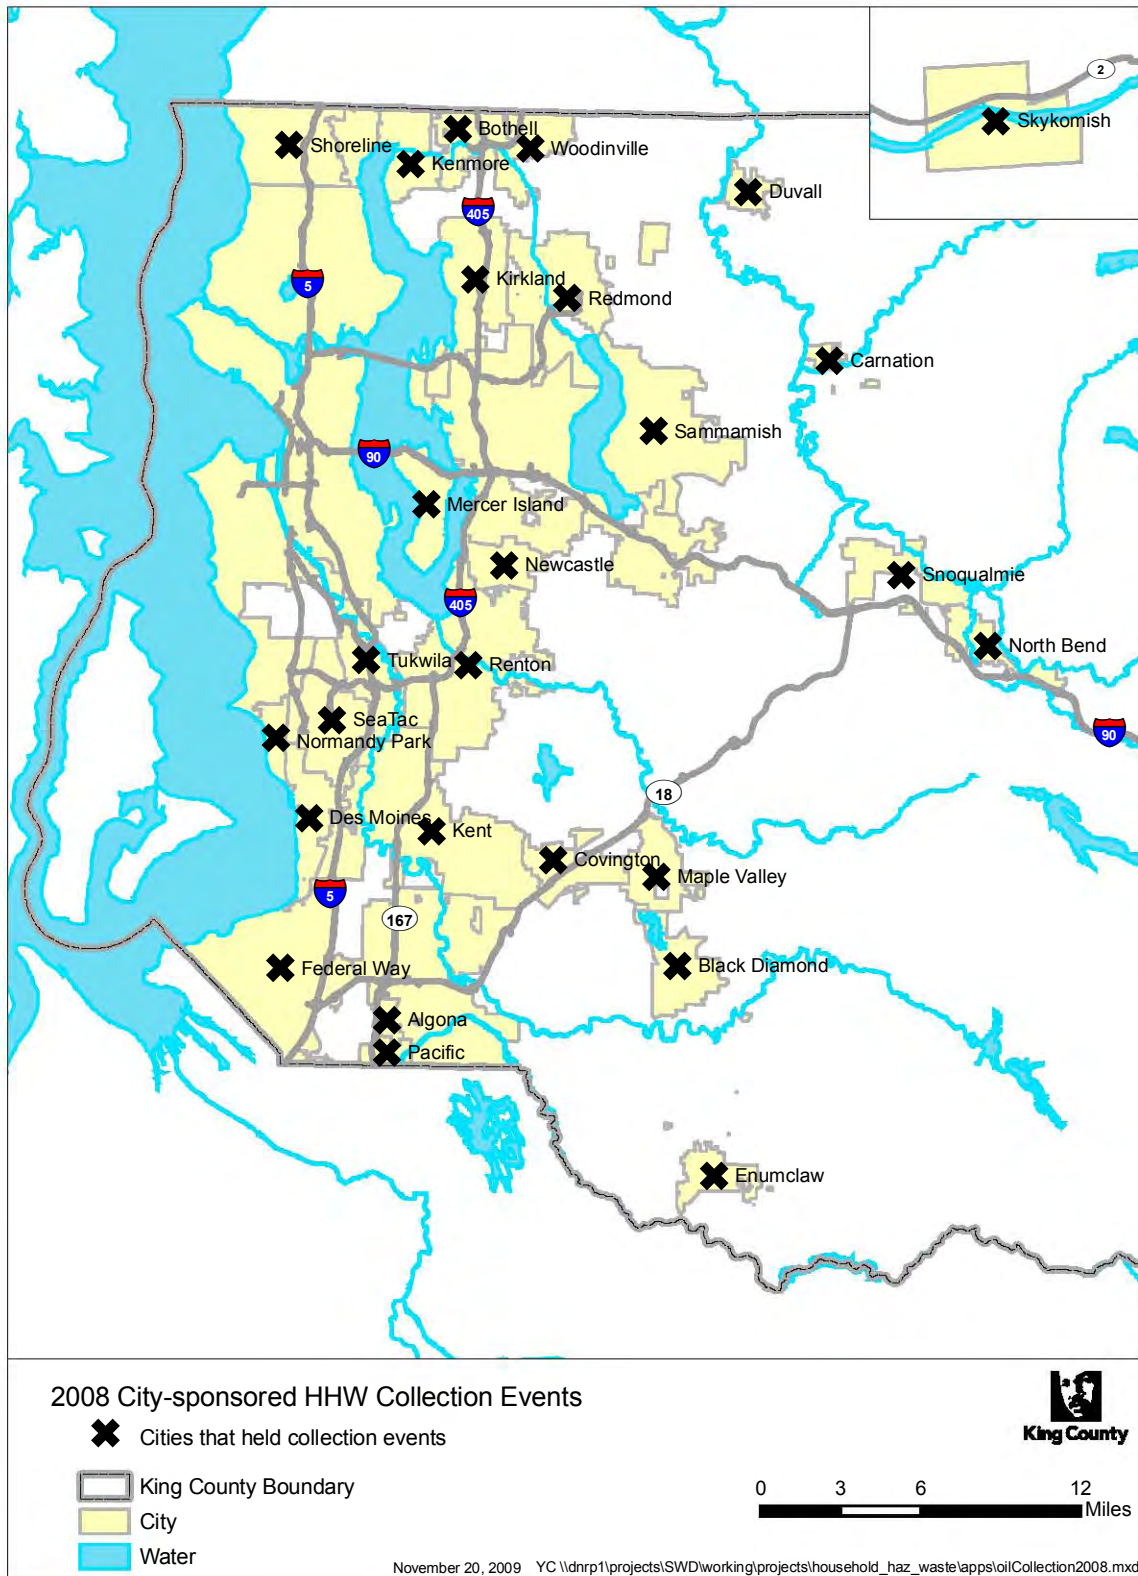 2
Skykomish
Bothell
Shoreline
Woodinville
Kenmore
Duvall
405
Kirkland
5
Redmond
Carnation
Sammamish
90
Mercer Island
Newcastle
Snoqualmie
405
North Bend
Tukwila
Renton
SeaTac
Normandy Park
90
18
Des Moines
Kent
Covington
Maple Valley
5
167
Black Diamond
Federal Way
Algona
Pacific
Enumclaw
2008 City-sponsored HHW Collection Events
Cities that held collection events
King County
King County Boundary
City
Water
0 3 6 12
Miles
November 20, 2009 YC \\dnrp1\projects\SWD\working\projects\household_haz_waste\apps\oilCollection2008.mxd